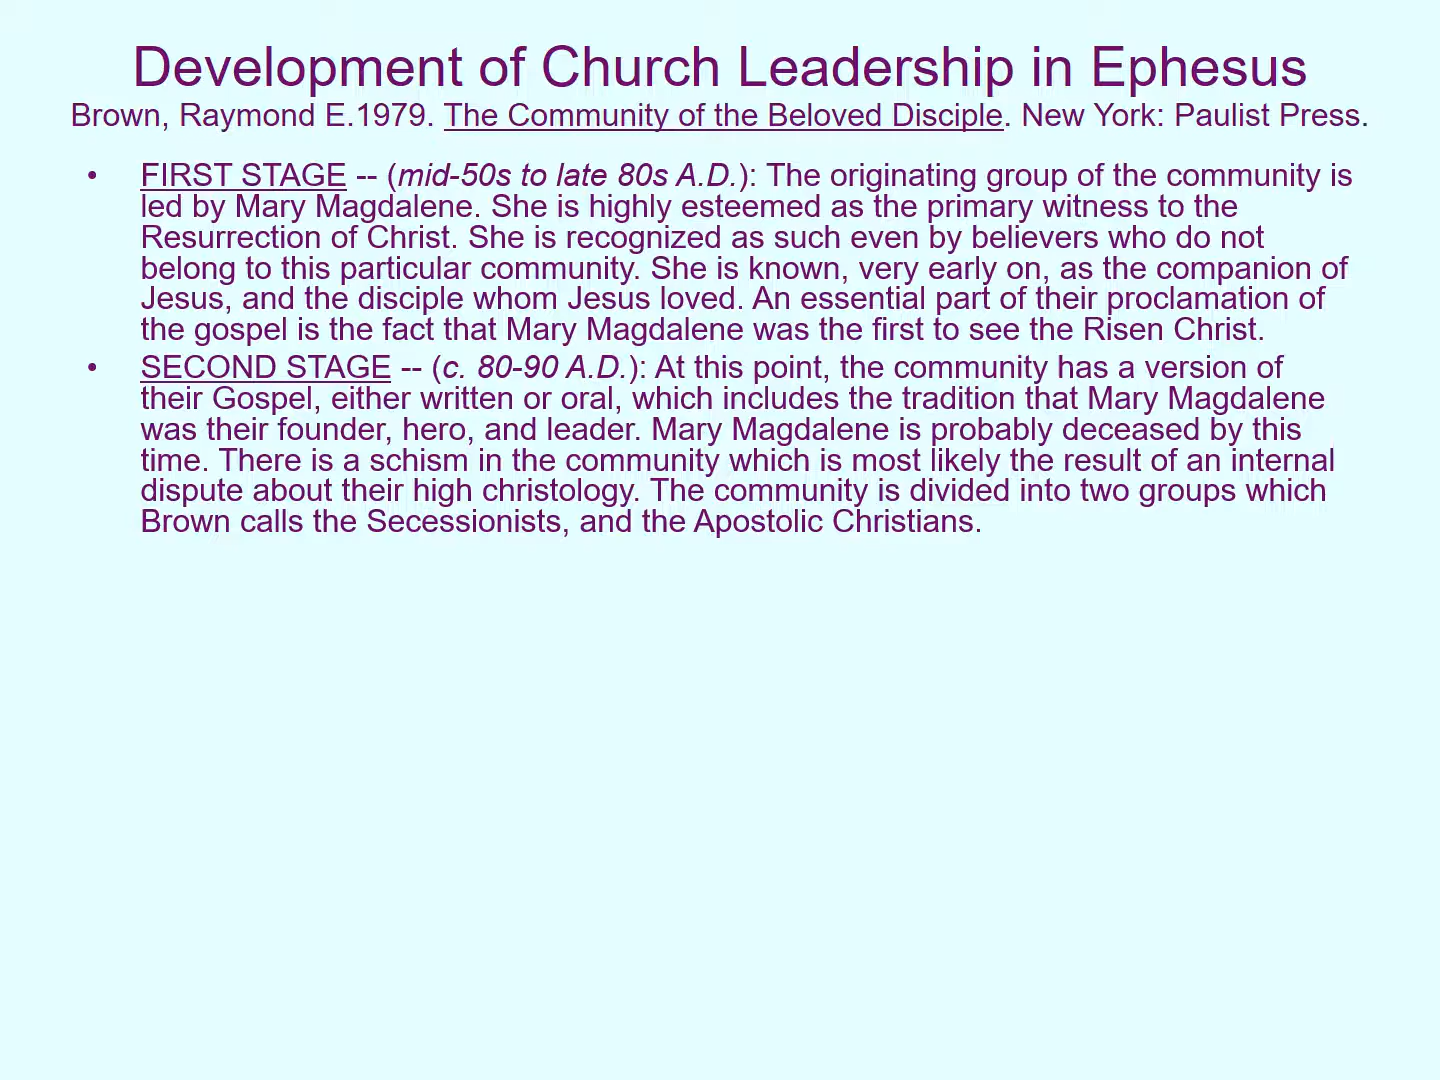 Development of Church Leadership in Ephesus
Brown, Raymond E.1979. The Community of the Beloved Disciple. New York: Paulist Press.
• FIRST STAGE -- (mid-50s to late 80s A.D.): The originating group of the community is
led by Mary Magdalene. She is highly esteemed as the primary witness to the
Resurrection of Christ. She is recognized as such even by believers who do not
belong to this particular community. She is known, very early on, as the companion of
Jesus, and the disciple whom Jesus loved. An essential part of their proclamation of
the gospel is the fact that Mary Magdalene was the first to see the Risen Christ.
• SECOND STAGE -- (c. 80-90 A.D.): At this point, the community has a version of
their Gospel, either written or oral, which includes the tradition that Mary Magdalene
was their founder, hero, and leader. Mary Magdalene is probably deceased by this
time. There is a schism in the community which is most likely the result of an internal
dispute about their high christology. The community is divided into two groups which
Brown calls the Secessionists, and the Apostolic Christians.